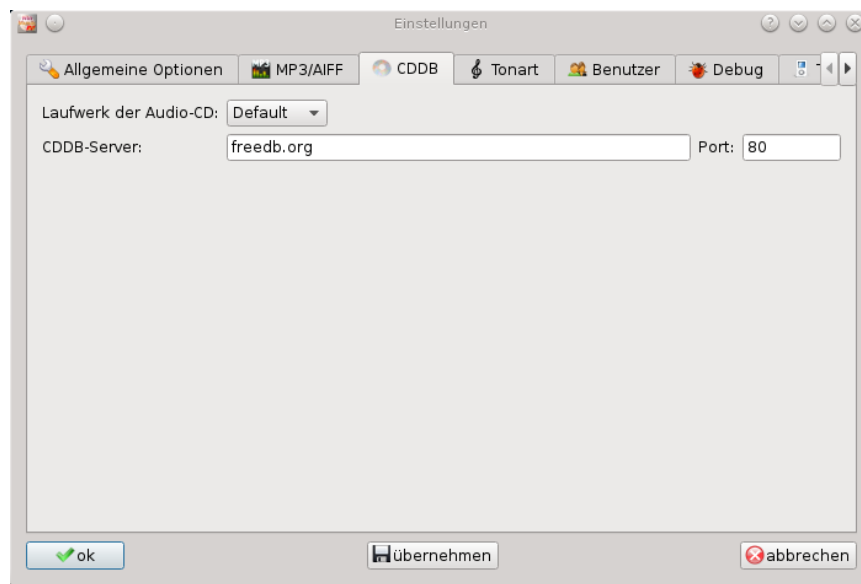 Einstellungen
Allgemeine Optionen MP3/AIFF CDDB Tonart Benutzer Debug
Laufwerk der Audio-CD: Default
CDDB-Server: freedb.org Port: 80
ok übernehmen abbrechen